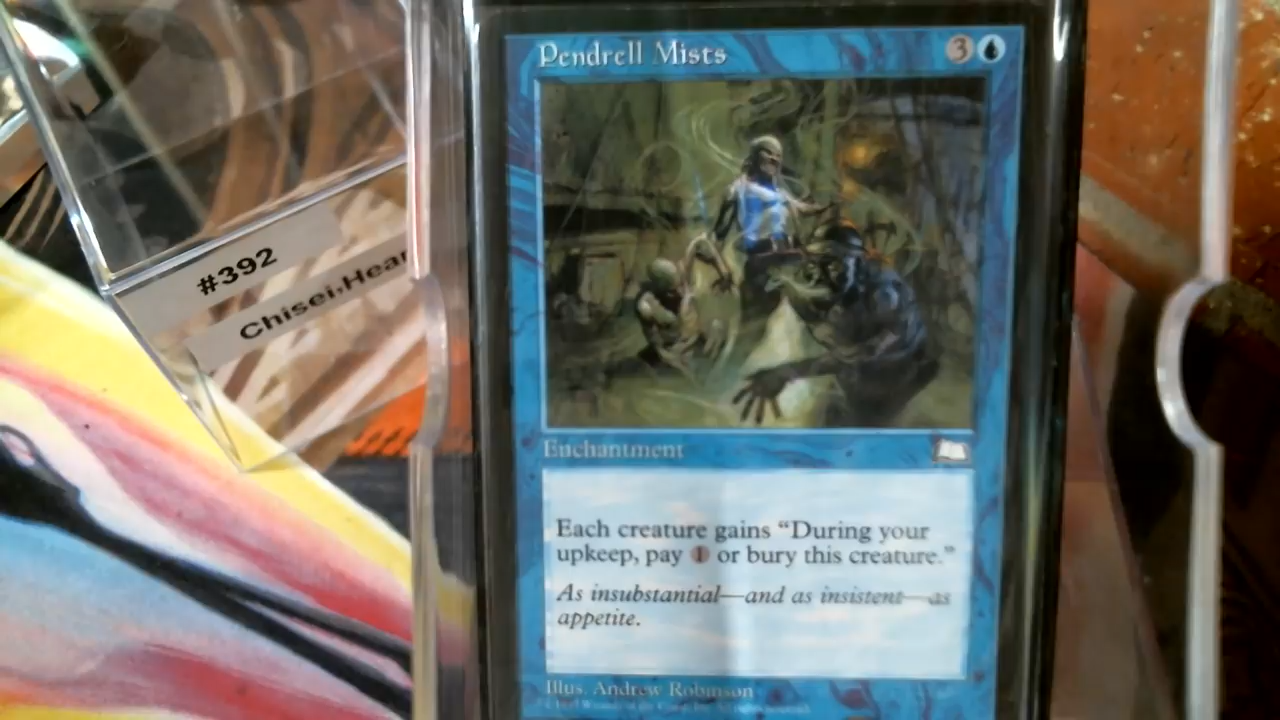 Pendrell Mists 3
#392
Chisei,Hear
Enchantment
Each creature gains “During your
upkeep, pay 1 or bury this creature.”
As insubstantial—and as insistent—as
appetite.
Illus. Andrew Robinson